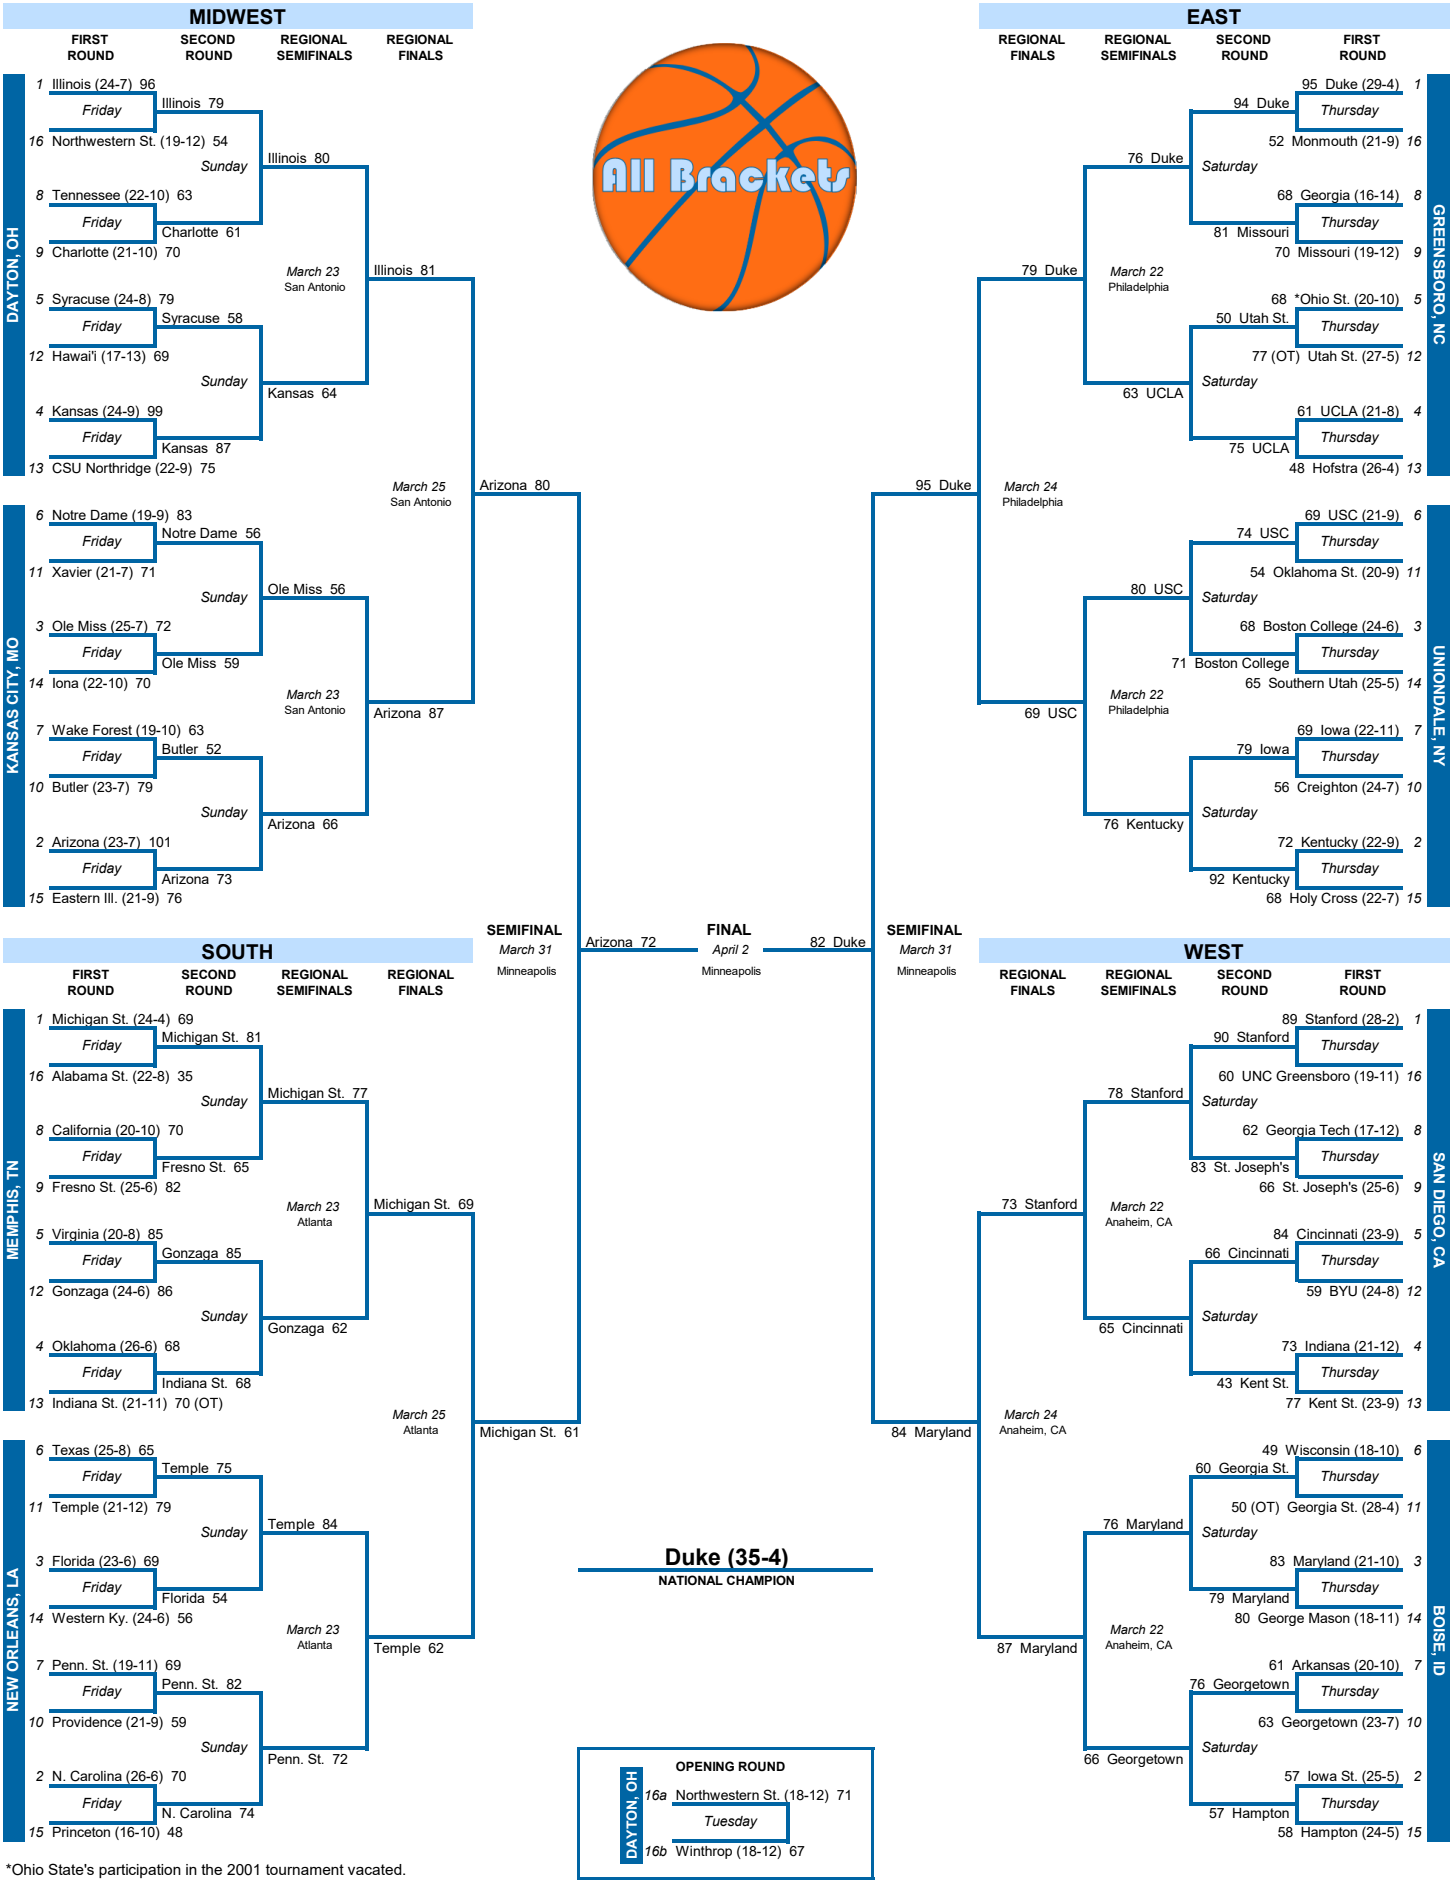 MIDWEST
FIRST ROUND
SECOND ROUND
REGIONAL SEMIFINALS
REGIONAL FINALS
DAYTON, OH
1 Illinois (24-7) 96
Friday
Illinois 79
16 Northwestern St. (19-12) 54
Sunday
Illinois 80
8 Tennessee (22-10) 63
Friday
Charlotte 61
9 Charlotte (21-10) 70
March 23
San Antonio
Illinois 81
5 Syracuse (24-8) 79
Friday
Syracuse 58
12 Hawai'i (17-13) 69
Sunday
Kansas 64
4 Kansas (24-9) 99
Friday
Kansas 87
13 CSU Northridge (22-9) 75
March 25
San Antonio
Arizona 80
KANSAS CITY, MO
6 Notre Dame (19-9) 83
Friday
Notre Dame 56
11 Xavier (21-7) 71
Sunday
Ole Miss 56
3 Ole Miss (25-7) 72
Friday
Ole Miss 59
14 Iona (22-10) 70
March 23
San Antonio
Arizona 87
7 Wake Forest (19-10) 63
Friday
Butler 52
10 Butler (23-7) 79
Sunday
Arizona 66
2 Arizona (23-7) 101
Friday
Arizona 73
15 Eastern Ill. (21-9) 76
All Brackets
EAST
REGIONAL FINALS
REGIONAL SEMIFINALS
SECOND ROUND
FIRST ROUND
GREENSBORO, NC
95 Duke (29-4) 1
94 Duke
Thursday
52 Monmouth (21-9) 16
76 Duke
Saturday
68 Georgia (16-14) 8
Thursday
81 Missouri
70 Missouri (19-12) 9
79 Duke
March 22
Philadelphia
68 *Ohio St. (20-10) 5
50 Utah St.
Thursday
77 (OT) Utah St. (27-5) 12
Saturday
63 UCLA
61 UCLA (21-8) 4
Thursday
75 UCLA
48 Hofstra (26-4) 13
95 Duke
March 24
Philadelphia
UNIONDALE, NY
69 USC (21-9) 6
74 USC
Thursday
54 Oklahoma St. (20-9) 11
80 USC
Saturday
68 Boston College (24-6) 3
Thursday
71 Boston College
65 Southern Utah (25-5) 14
March 22
Philadelphia
69 USC
69 Iowa (22-11) 7
79 Iowa
Thursday
56 Creighton (24-7) 10
Saturday
76 Kentucky
72 Kentucky (22-9) 2
Thursday
92 Kentucky
68 Holy Cross (22-7) 15
SEMIFINAL
March 31
Minneapolis
Arizona 72
FINAL
April 2
Minneapolis
82 Duke
SEMIFINAL
March 31
Minneapolis
SOUTH
FIRST ROUND
SECOND ROUND
REGIONAL SEMIFINALS
REGIONAL FINALS
MEMPHIS, TN
1 Michigan St. (24-4) 69
Friday
Michigan St. 81
16 Alabama St. (22-8) 35
Sunday
Michigan St. 77
8 California (20-10) 70
Friday
Fresno St. 65
9 Fresno St. (25-6) 82
March 23
Atlanta
Michigan St. 69
5 Virginia (20-8) 85
Friday
Gonzaga 85
12 Gonzaga (24-6) 86
Sunday
Gonzaga 62
4 Oklahoma (26-6) 68
Friday
Indiana St. 68
13 Indiana St. (21-11) 70 (OT)
March 25
Atlanta
Michigan St. 61
NEW ORLEANS, LA
6 Texas (25-8) 65
Friday
Temple 75
11 Temple (21-12) 79
Sunday
Temple 84
3 Florida (23-6) 69
Friday
Florida 54
14 Western Ky. (24-6) 56
March 23
Atlanta
Temple 62
7 Penn. St. (19-11) 69
Friday
Penn. St. 82
10 Providence (21-9) 59
Sunday
Penn. St. 72
2 N. Carolina (26-6) 70
Friday
N. Carolina 74
15 Princeton (16-10) 48
WEST
REGIONAL FINALS
REGIONAL SEMIFINALS
SECOND ROUND
FIRST ROUND
SAN DIEGO, CA
89 Stanford (28-2) 1
90 Stanford
Thursday
60 UNC Greensboro (19-11) 16
78 Stanford
Saturday
62 Georgia Tech (17-12) 8
Thursday
83 St. Joseph's
66 St. Joseph's (25-6) 9
73 Stanford
March 22
Anaheim, CA
84 Cincinnati (23-9) 5
66 Cincinnati
Thursday
59 BYU (24-8) 12
Saturday
65 Cincinnati
73 Indiana (21-12) 4
Thursday
43 Kent St.
77 Kent St. (23-9) 13
84 Maryland
March 24
Anaheim, CA
BOISE, ID
49 Wisconsin (18-10) 6
60 Georgia St.
Thursday
50 (OT) Georgia St. (28-4) 11
76 Maryland
Saturday
83 Maryland (21-10) 3
Thursday
79 Maryland
80 George Mason (18-11) 14
March 22
Anaheim, CA
87 Maryland
61 Arkansas (20-10) 7
76 Georgetown
Thursday
63 Georgetown (23-7) 10
Saturday
66 Georgetown
57 Iowa St. (25-5) 2
Thursday
57 Hampton
58 Hampton (24-5) 15
Duke (35-4)
NATIONAL CHAMPION
OPENING ROUND
DAYTON, OH
16a Northwestern St. (18-12) 71
Tuesday
16b Winthrop (18-12) 67
*Ohio State's participation in the 2001 tournament vacated.